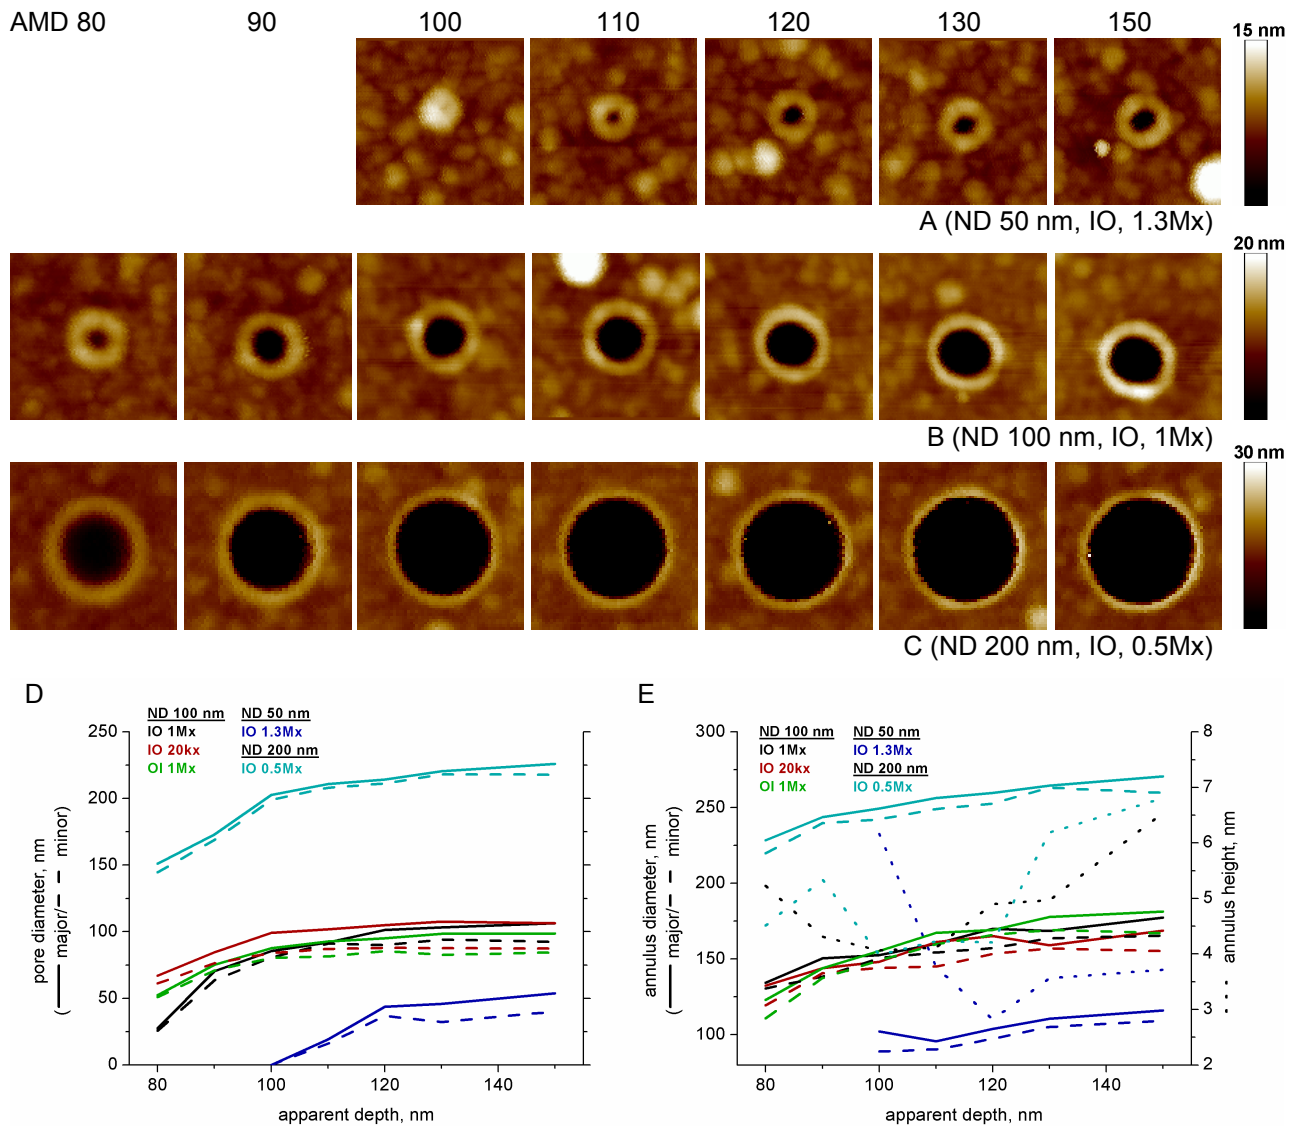 AMD 80 90 100 110 120 130 150
15 nm
A (ND 50 nm, IO, 1.3Mx)
20 nm
B (ND 100 nm, IO, 1Mx)
30 nm
C (ND 200 nm, IO, 0.5Mx)
D
ND 100 nm ND 50 nm
IO 1Mx IO 1.3Mx
IO 20kx ND 200 nm
OI 1Mx IO 0.5Mx
250
200
150
100
50
0
80 100 120 140
apparent depth, nm
pore diameter, nm
(— major/ – – minor)
E
ND 100 nm ND 50 nm
IO 1Mx IO 1.3Mx
IO 20kx ND 200 nm
OI 1Mx IO 0.5Mx
300
250
200
150
100
8
7
6
5
4
3
2
80 100 120 140
apparent depth, nm
annulus diameter, nm
(— major/ – – minor)
annulus height, nm